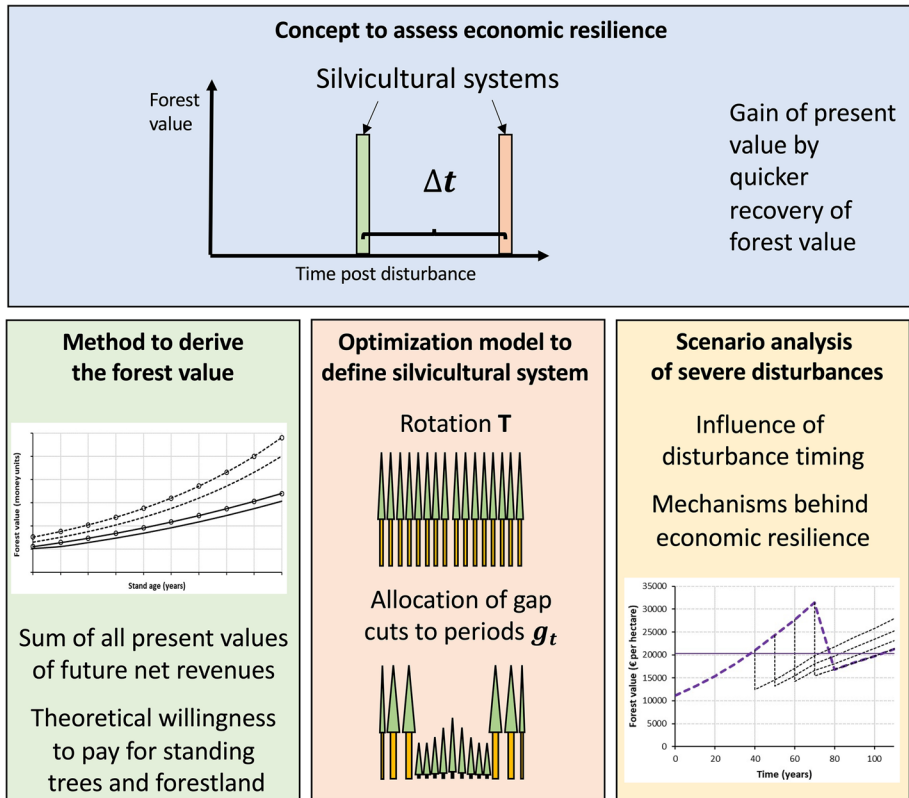 Concept to assess economic resilience
Silvicultural systems
Forest
value
Δt
Time post disturbance
Gain of present
value by
quicker
recovery of
forest value
Method to derive
the forest value
Forest value (money units)
Stand age (years)
Sum of all present values
of future net revenues
Theoretical willingness
to pay for standing
trees and forestland
Optimization model to
define silvicultural system
Rotation T
Allocation of gap
cuts to periods gₜ
Scenario analysis
of severe disturbances
Influence of
disturbance timing
Mechanisms behind
economic resilience
Forest value (€ per hectare)
35000
30000
25000
20000
15000
10000
5000
0
0 20 40 60 80 100
Time (years)